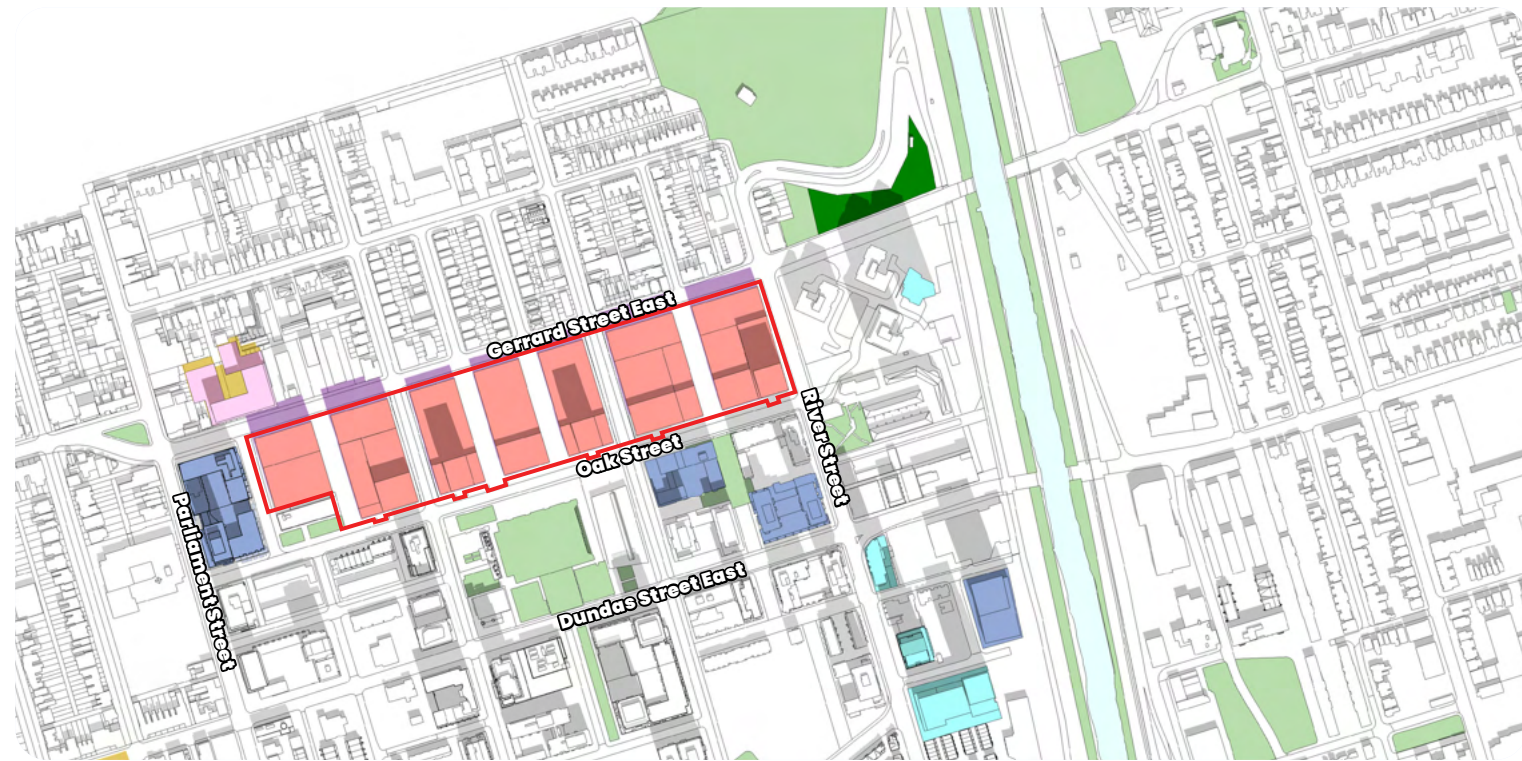 Gerrard Street East
Oak Street
River Street
Parliament Street
Dundas Street East